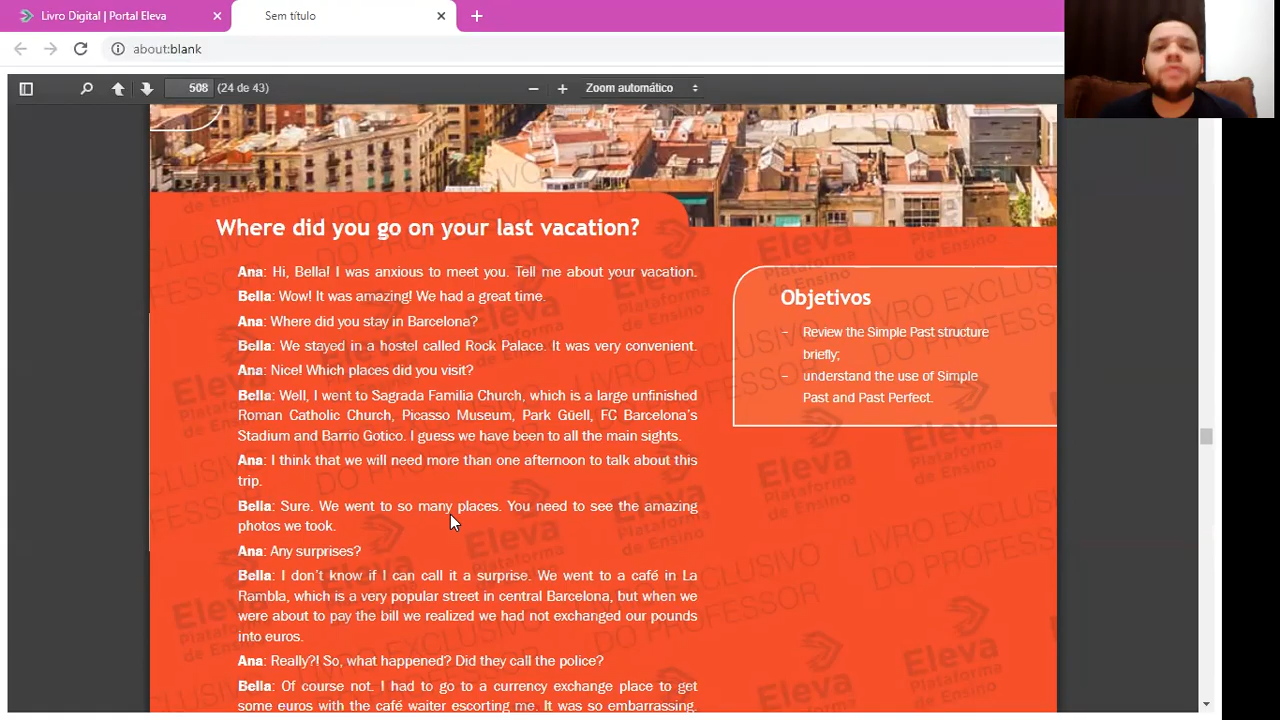 Livro Digital | Portal Eleva
Sem título
about:blank
508 (24 de 43)
Zoom automático
Where did you go on your last vacation?
Ana: Hi, Bella! I was anxious to meet you. Tell me about your vacation.
Bella: Wow! It was amazing! We had a great time.
Ana: Where did you stay in Barcelona?
Bella: We stayed in a hostel called Rock Palace. It was very convenient.
Ana: Nice! Which places did you visit?
Bella: Well, I went to Sagrada Familia Church, which is a large unfinished
Roman Catholic Church, Picasso Museum, Park Güell, FC Barcelona's
Stadium and Barrio Gotico. I guess we have been to all the main sights.
Ana: I think that we will need more than one afternoon to talk about this
trip.
Bella: Sure. We went to so many places. You need to see the amazing
photos we took.
Ana: Any surprises?
Bella: I don't know if I can call it a surprise. We went to a café in La
Rambla, which is a very popular street in central Barcelona, but when we
were about to pay the bill we realized we had not exchanged our pounds
into euros.
Ana: Really?! So, what happened? Did they call the police?
Bella: Of course not. I had to go to a currency exchange place to get
some euros with the café waiter escorting me. It was so embarrassing.
Objetivos
– Review the Simple Past structure
briefly;
– understand the use of Simple
Past and Past Perfect.
Eleva
Plataforma
de Ensino
LIVRO EXCLUSIVO
DO PROFESSOR